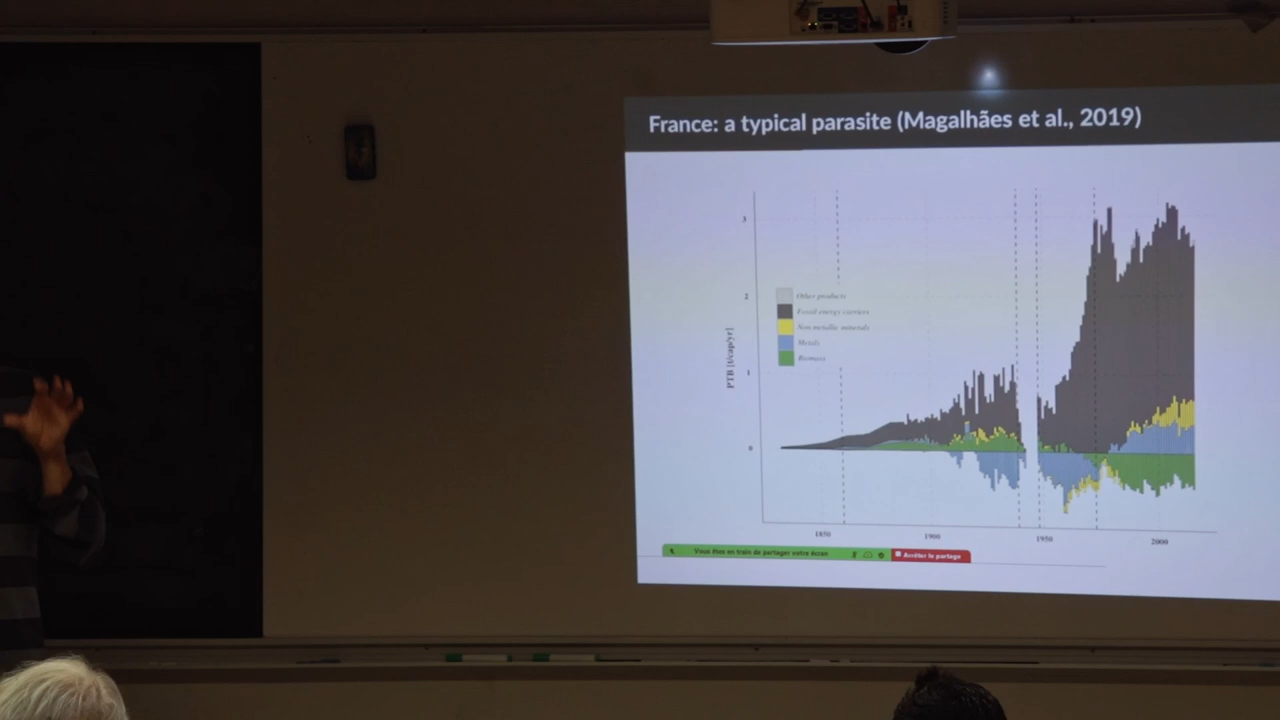 France: a typical parasite (Magalhães et al., 2019)
3
2
1
0
PTB [t/cap/yr]
Other products
Fossil energy carriers
Non metallic minerals
Metals
Biomass
1850
1900
1950
2000
Vous êtes en train de partager votre écran
Arrêter le partage